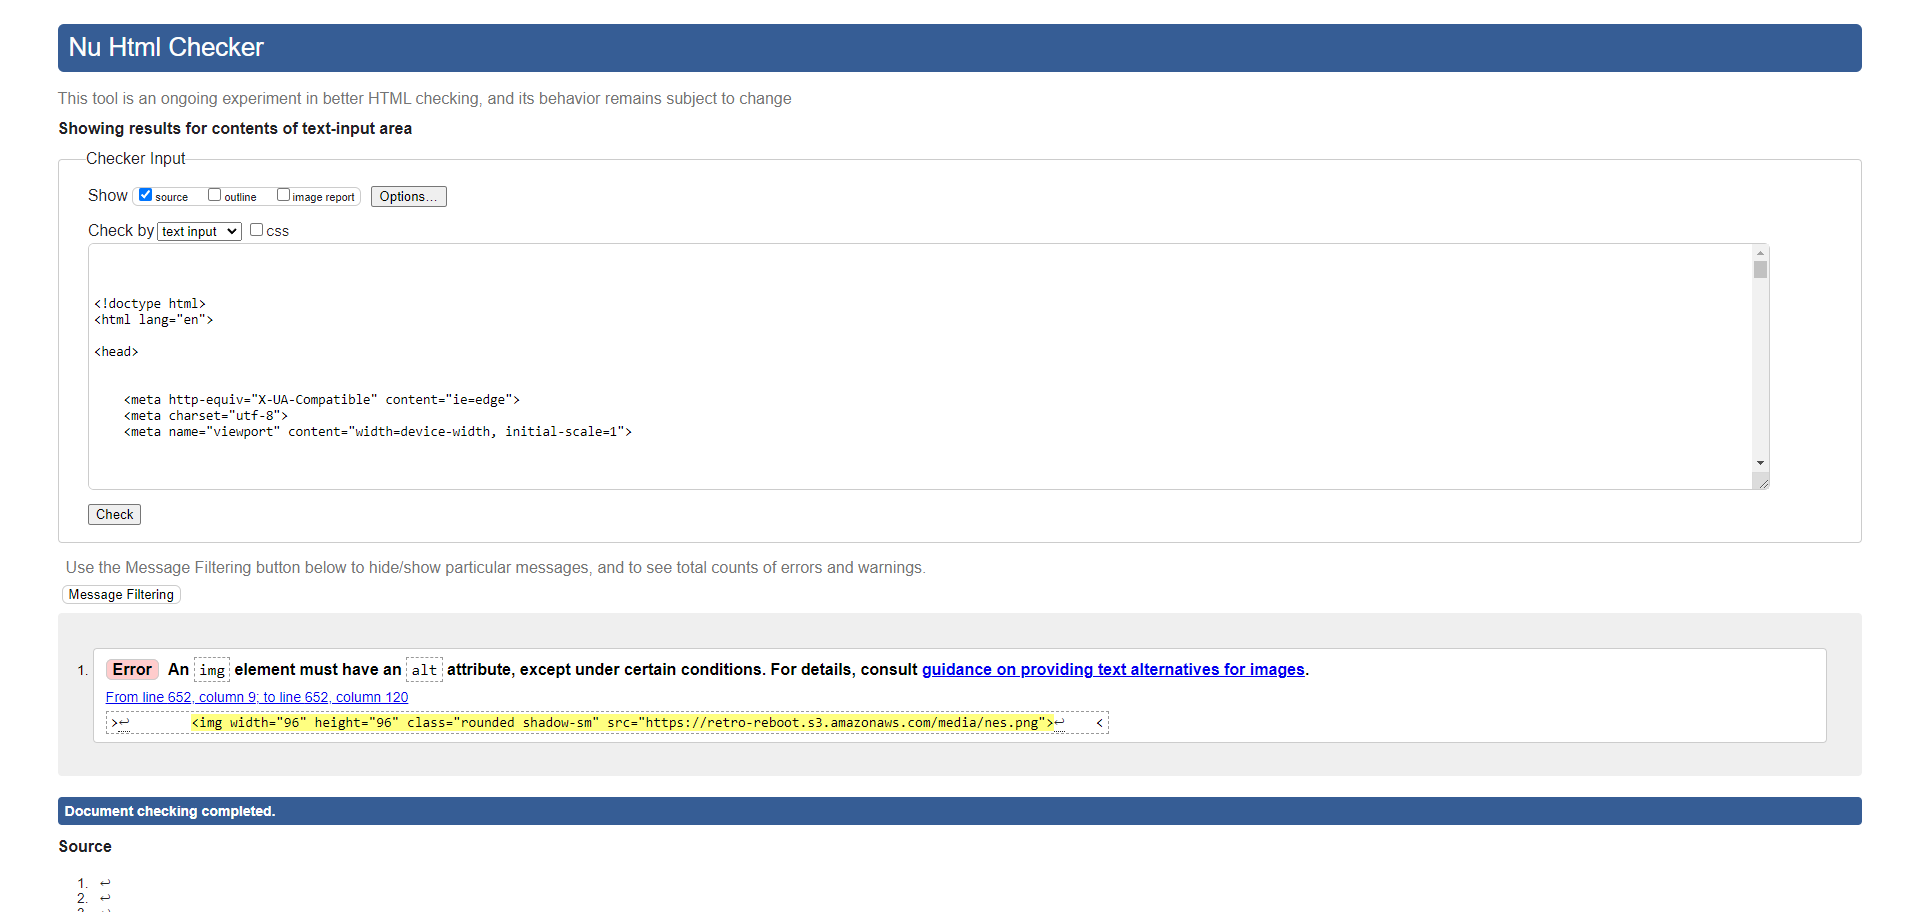 Nu Html Checker
This tool is an ongoing experiment in better HTML checking, and its behavior remains subject to change
Showing results for contents of text-input area
Checker Input
Show source outline image report Options...
Check by text input css
<!doctype html>
<html lang="en">
<head>
<meta http-equiv="X-UA-Compatible" content="ie=edge">
<meta charset="utf-8">
<meta name="viewport" content="width=device-width, initial-scale=1">
Check
Use the Message Filtering button below to hide/show particular messages, and to see total counts of errors and warnings.
Message Filtering
1. Error An img element must have an alt attribute, except under certain conditions. For details, consult guidance on providing text alternatives for images.
From line 652, column 9; to line 652, column 120
>↩ <img width="96" height="96" class="rounded shadow-sm" src="https://retro-reboot.s3.amazonaws.com/media/nes.png">↩ <
Document checking completed.
Source
1. ↩
2. ↩